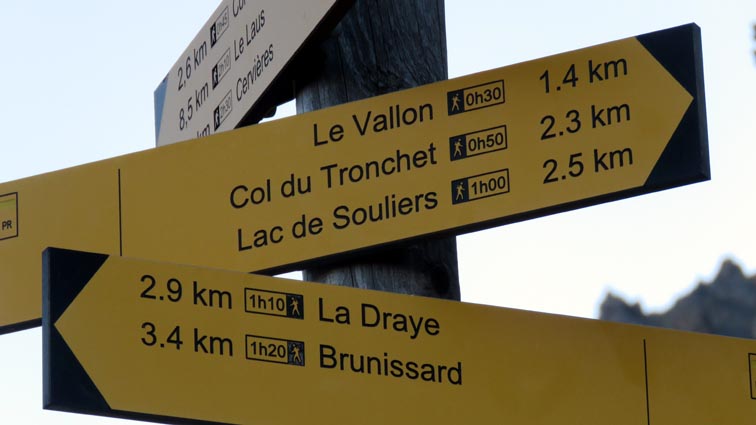 2,6 km 0h45
8,5 km Le Laus
km Cervières
Le Vallon 0h30 1.4 km
Col du Tronchet 0h50 2.3 km
Lac de Souliers 1h00 2.5 km
PR
2.9 km 1h10 La Draye
3.4 km 1h20 Brunissard